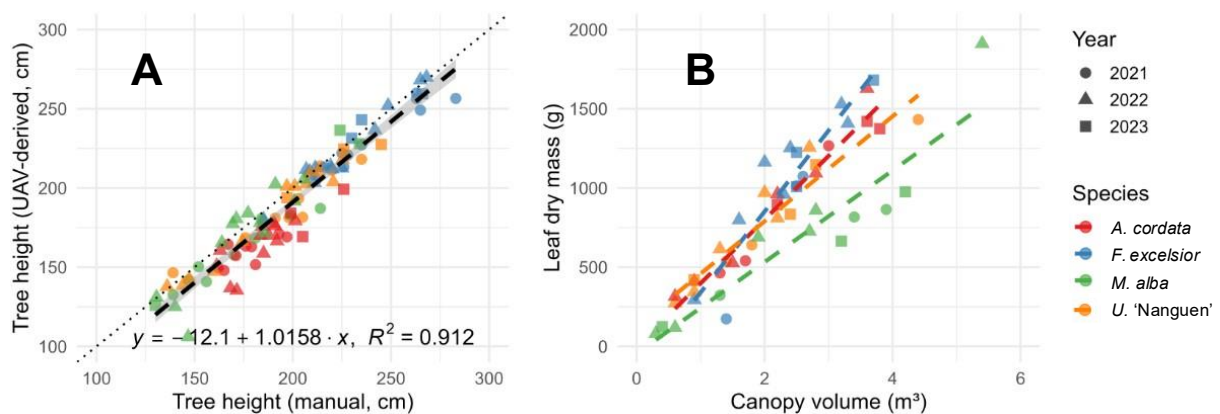 A
Tree height (UAV-derived, cm)
300
250
200
150
100
y = −12.1 + 1.0158 · x, R² = 0.912
100 150 200 250 300
Tree height (manual, cm)
B
Leaf dry mass (g)
2000
1500
1000
500
0
0 2 4 6
Canopy volume (m³)
Year
2021
2022
2023
Species
A. cordata
F. excelsior
M. alba
U. ‘Nanguen’